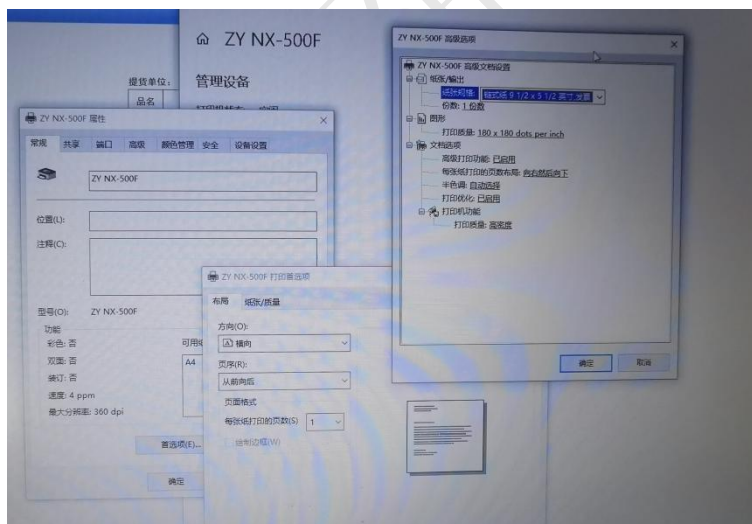 ZY NX-500F
管理设备
提货单位：
品名
ZY NX-500F 属性
常规 共享 端口 高级 颜色管理 安全 设备设置
ZY NX-500F
位置(L):
注释(C):
型号(O): ZY NX-500F
功能
彩色: 否
双面: 否
装订: 否
速度: 4 ppm
最大分辨率: 360 dpi
A4
首选项(E)...
确定
ZY NX-500F 打印首选项
布局 纸张/质量
方向(O):
横向
页序(R):
从前向后
页面格式
每张纸打印的页数(S) 1
绘制边框(W)
ZY NX-500F 高级选项
ZY NX-500F 高级文档设置
纸张/输出
纸张规格: 9 1/2 x 5 1/2 英寸
份数: 1 份数
图形
打印质量: 180 x 180 dots per inch
文档选项
高级打印功能: 已启用
每张纸打印的页数布局: 向右然后向下
半色调: 自动选择
打印优化: 已启用
打印机功能
打印质量: 高密度
确定 取消